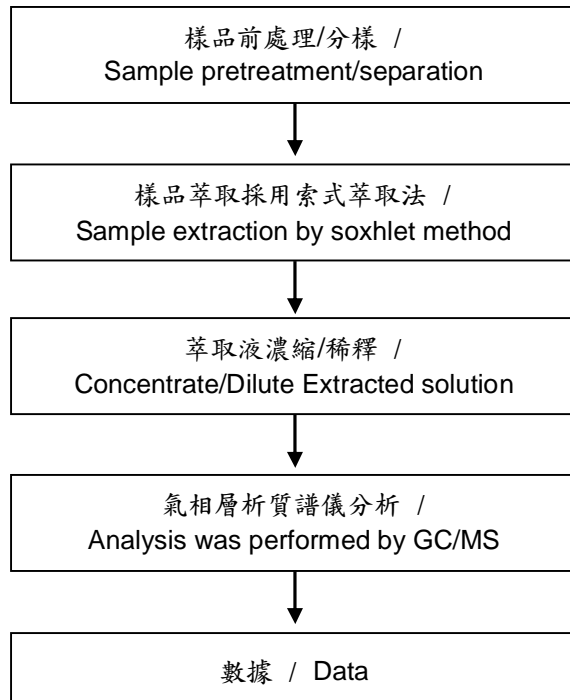 樣品前處理/分樣 /
Sample pretreatment/separation
樣品萃取採用索式萃取法 /
Sample extraction by soxhlet method
萃取液濃縮/稀釋 /
Concentrate/Dilute Extracted solution
氣相層析質譜儀分析 /
Analysis was performed by GC/MS
數據 / Data